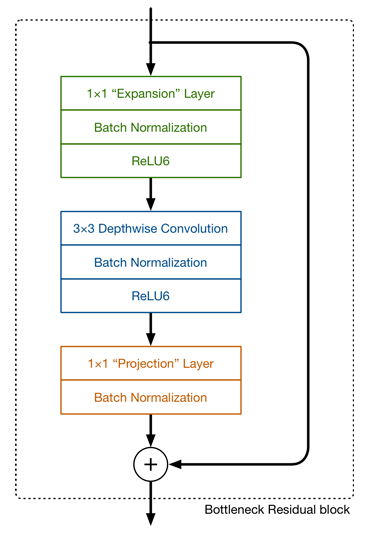 1×1 “Expansion” Layer
Batch Normalization
ReLU6
3×3 Depthwise Convolution
Batch Normalization
ReLU6
1×1 “Projection” Layer
Batch Normalization
+
Bottleneck Residual block